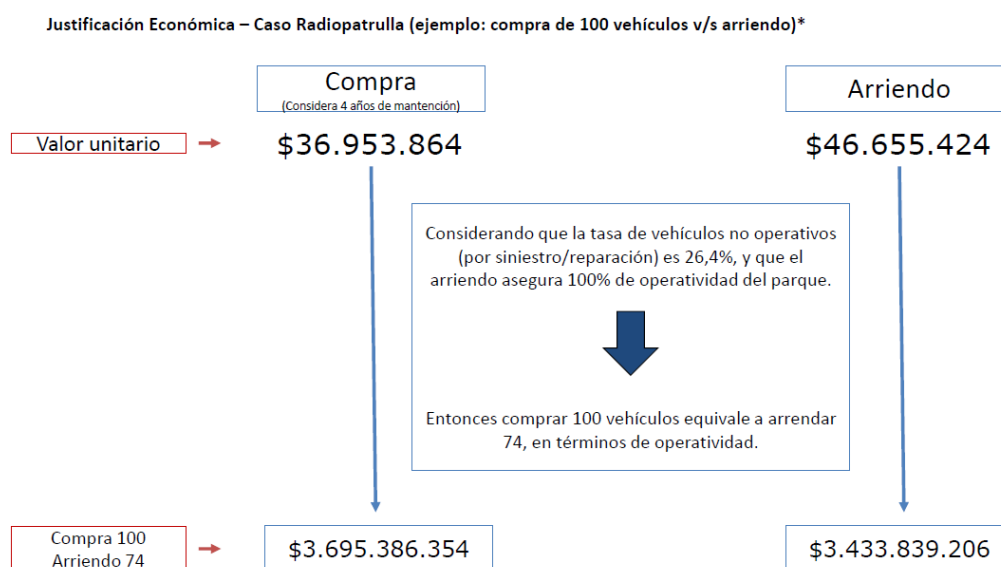 Justificación Económica – Caso Radiopatrulla (ejemplo: compra de 100 vehículos v/s arriendo)*
Compra
(Considera 4 años de mantención)
Arriendo
Valor unitario
$36.953.864
$46.655.424
Considerando que la tasa de vehículos no operativos
(por siniestro/reparación) es 26,4%, y que el
arriendo asegura 100% de operatividad del parque.
Entonces comprar 100 vehículos equivale a arrendar
74, en términos de operatividad.
Compra 100
Arriendo 74
$3.695.386.354
$3.433.839.206